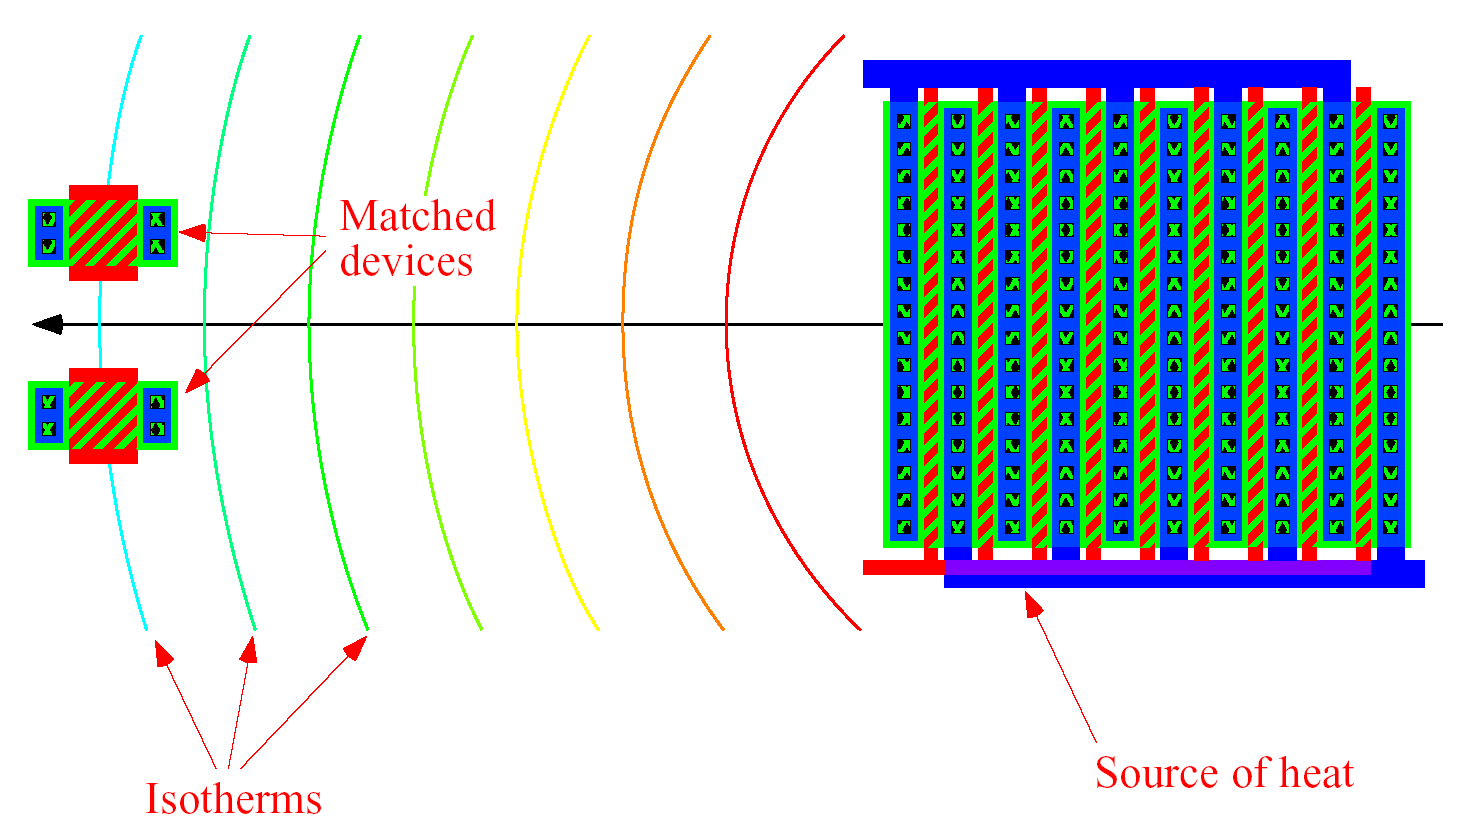 Matched
devices
Source of heat
Isotherms